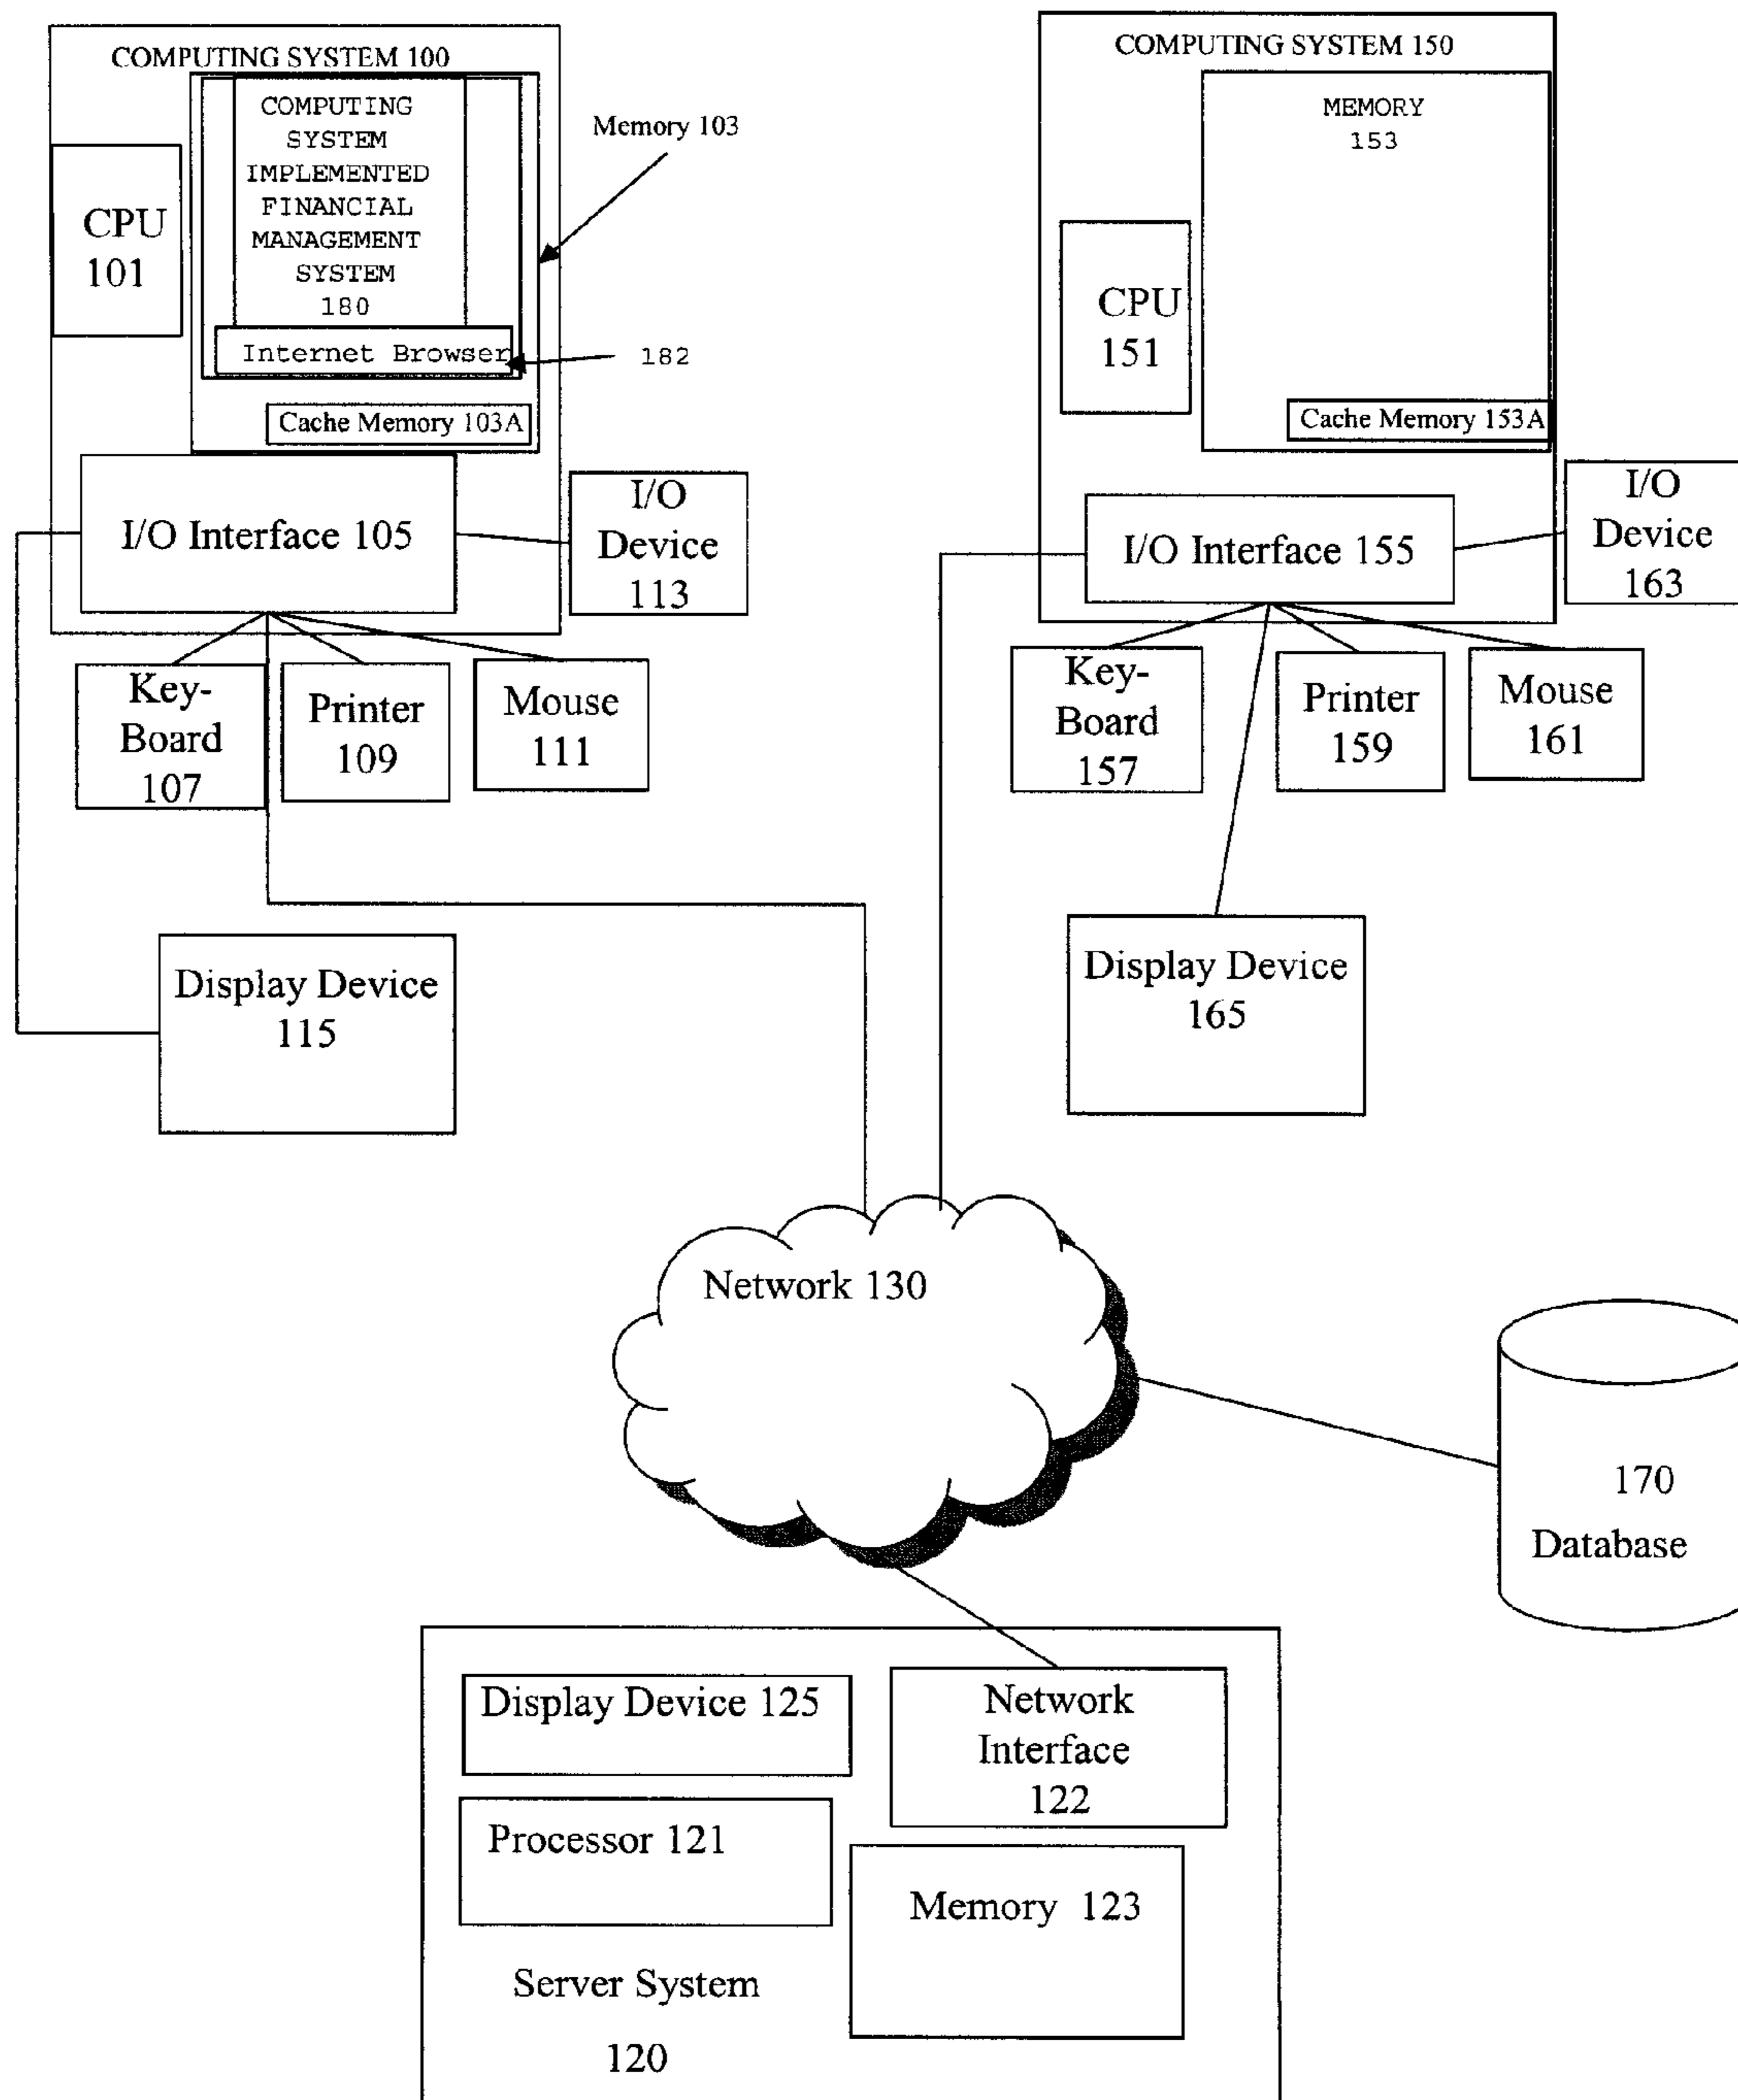 COMPUTING SYSTEM 100
COMPUTING
SYSTEM
IMPLEMENTED
FINANCIAL
MANAGEMENT
SYSTEM
180
Internet Browser
182
Memory 103
CPU
101
Cache Memory 103A
I/O Interface 105
I/O
Device
113
Key-
Board
107
Printer
109
Mouse
111
Display Device
115
COMPUTING SYSTEM 150
MEMORY
153
CPU
151
Cache Memory 153A
I/O Interface 155
I/O
Device
163
Key-
Board
157
Printer
159
Mouse
161
Display Device
165
Network 130
170
Database
Display Device 125
Network
Interface
122
Processor 121
Memory 123
Server System
120